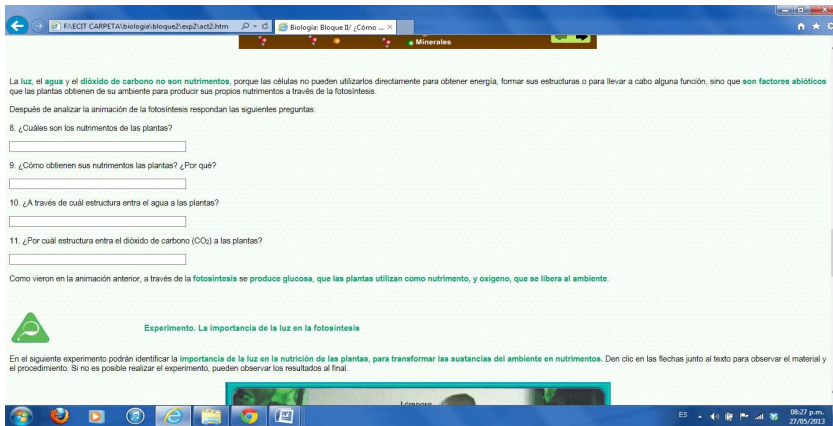 F:\ECIT CARPETA\biologia\bloque2\exp2\act2.htm
Biología: Bloque II/ ¿Cómo ...
Minerales
La luz, el agua y el dióxido de carbono no son nutrimentos, porque las células no pueden utilizarlos directamente para obtener energía, formar sus estructuras o para llevar a cabo alguna función, sino que son factores abióticos
que las plantas obtienen de su ambiente para producir sus propios nutrimentos a través de la fotosíntesis.
Después de analizar la animación de la fotosíntesis respondan las siguientes preguntas:
8. ¿Cuáles son los nutrimentos de las plantas?
9. ¿Cómo obtienen sus nutrimentos las plantas? ¿Por qué?
10. ¿A través de cuál estructura entra el agua a las plantas?
11. ¿Por cuál estructura entra el dióxido de carbono (CO2) a las plantas?
Como vieron en la animación anterior, a través de la fotosíntesis se produce glucosa, que las plantas utilizan como nutrimento, y oxígeno, que se libera al ambiente.
Experimento. La importancia de la luz en la fotosíntesis
En el siguiente experimento podrán identificar la importancia de la luz en la nutrición de las plantas, para transformar las sustancias del ambiente en nutrimentos. Den clic en las flechas junto al texto para observar el material y
el procedimiento. Si no es posible realizar el experimento, pueden observar los resultados al final.
Lámpara
ES
08:27 p.m.
27/05/2013